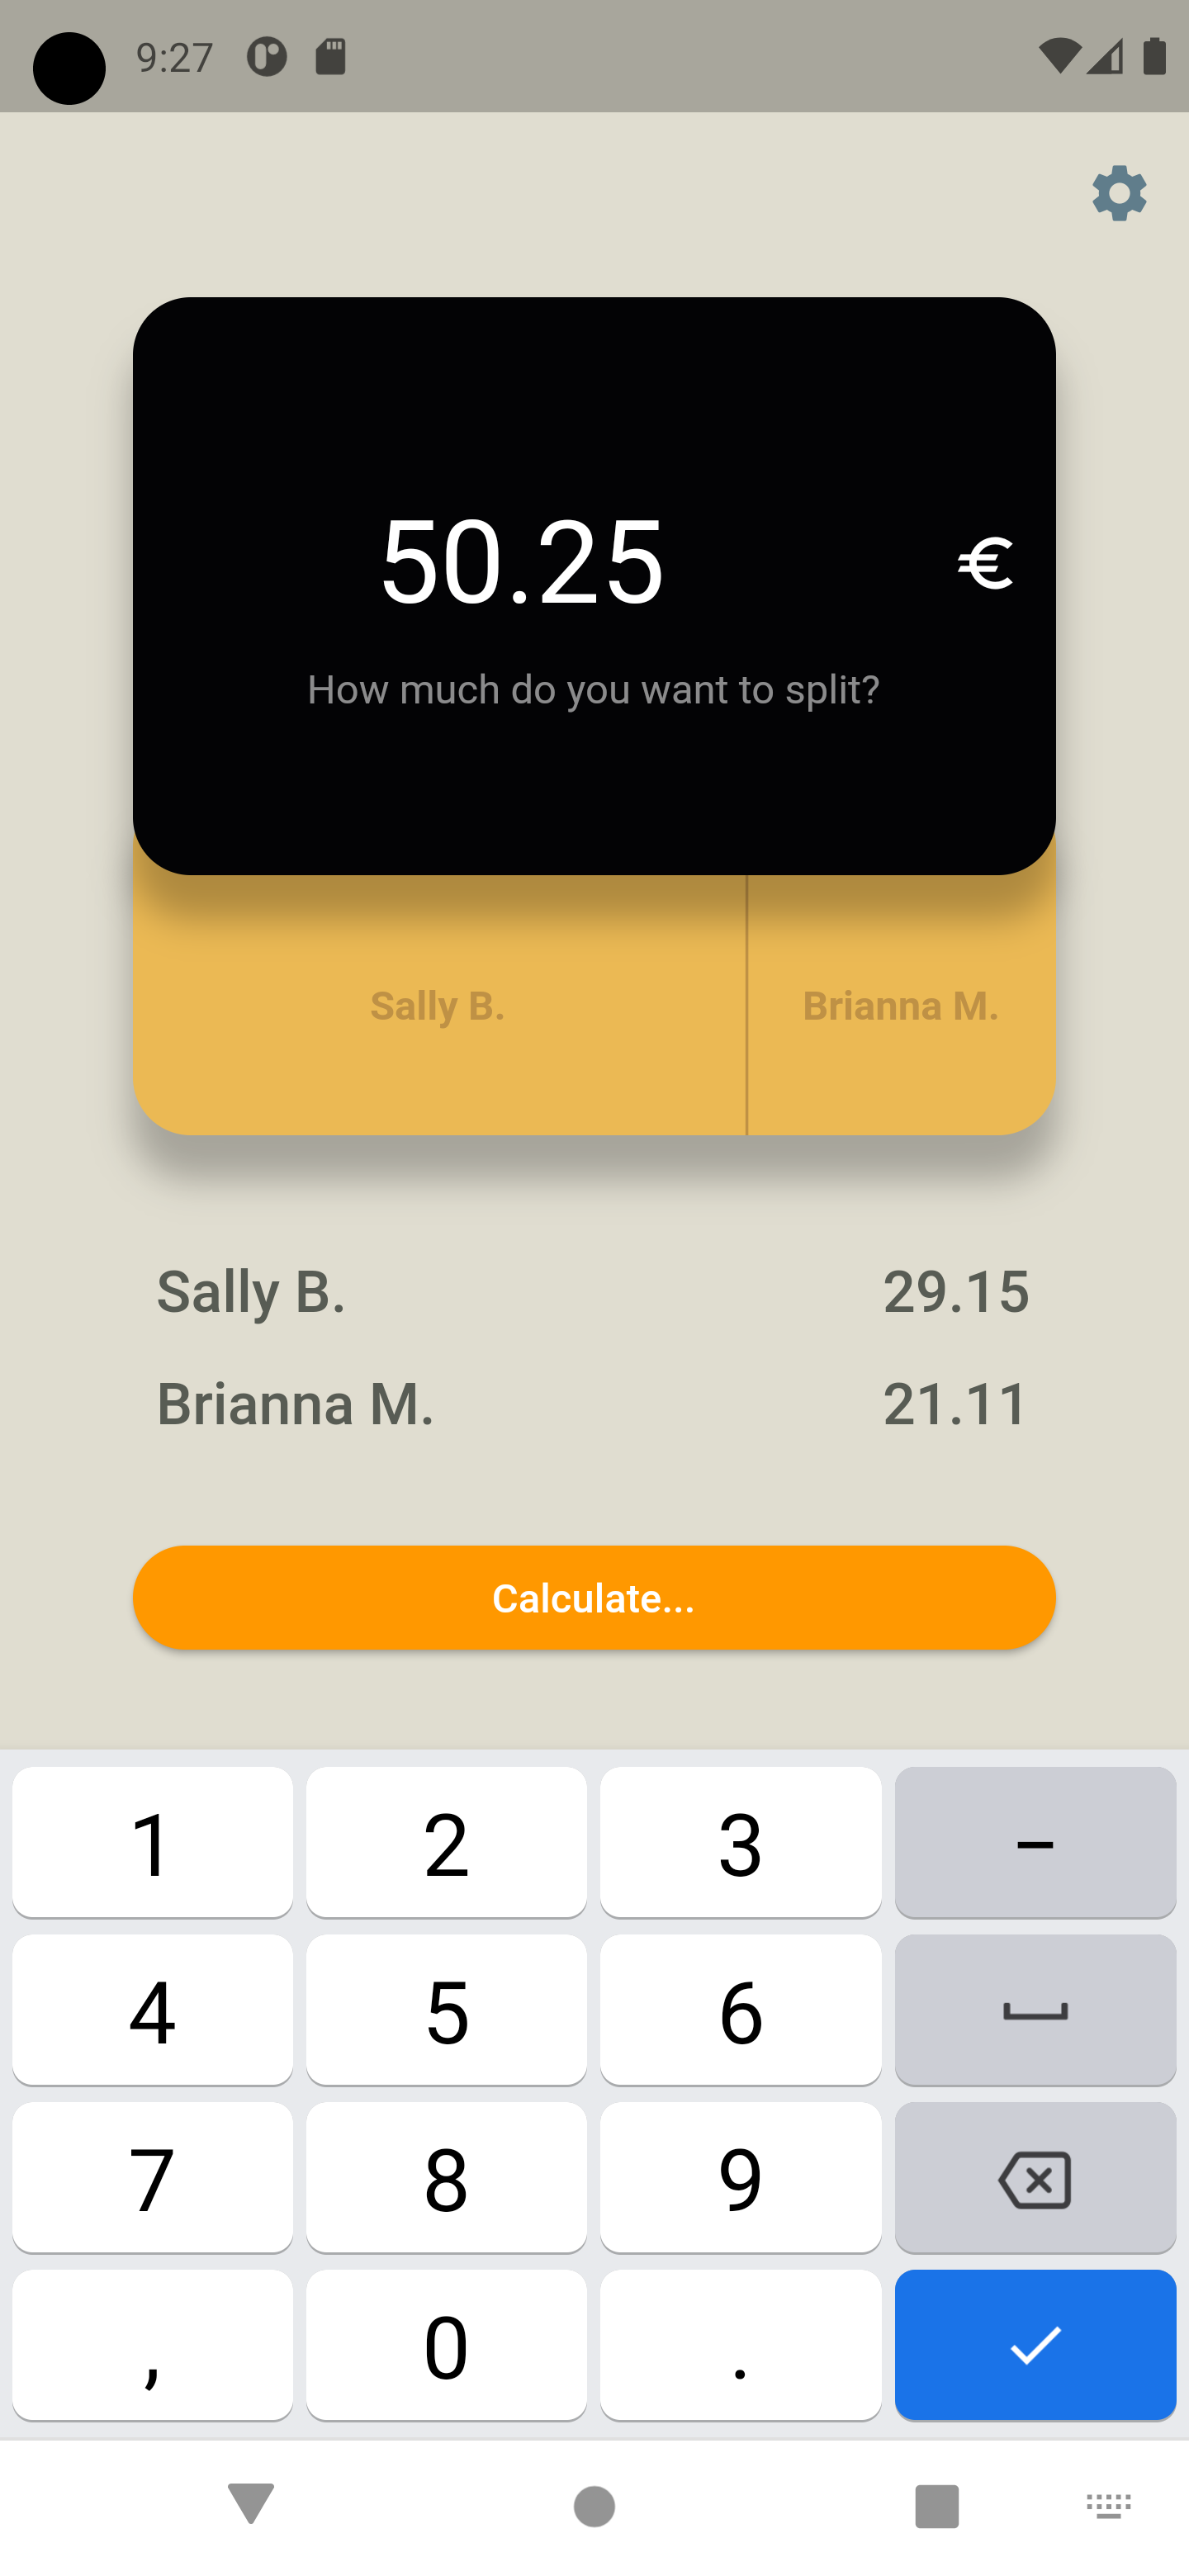 9:27
50.25 €
How much do you want to split?
Sally B. Brianna M.
Sally B. 29.15
Brianna M. 21.11
Calculate...
1 2 3 –
4 5 6
7 8 9
, 0 .